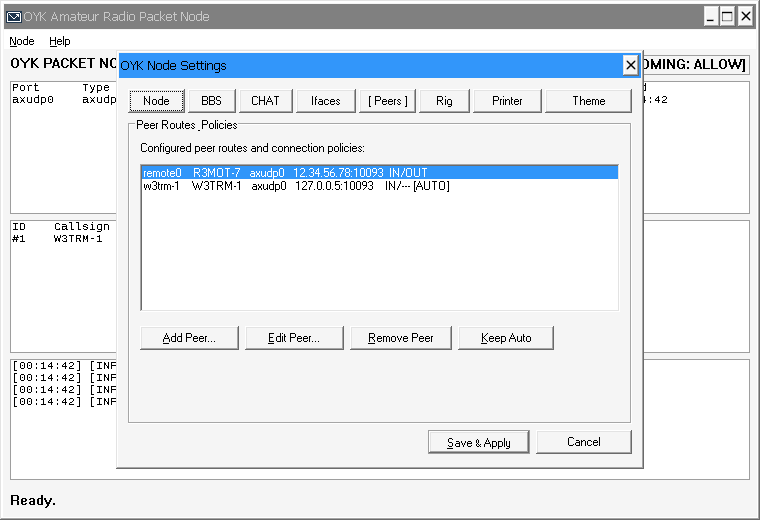 OYK Amateur Radio Packet Node
Node Help
OYK PACKET NO
OMING: ALLOW]
OYK Node Settings
Port Type
axudp0 axudp
4:42
Node BBS CHAT Ifaces [ Peers ] Rig Printer Theme
Peer Routes _Policies
Configured peer routes and connection policies:
remote0 R3MOT-7 axudp0 12.34.56.78:10093 IN/OUT
w3trm-1 W3TRM-1 axudp0 127.0.0.5:10093 IN/--- [AUTO]
ID Callsign
#1 W3TRM-1
Add Peer... Edit Peer... Remove Peer Keep Auto
[00:14:42] [INF
[00:14:42] [INF
[00:14:42] [INF
[00:14:42] [INF
Save & Apply Cancel
Ready.